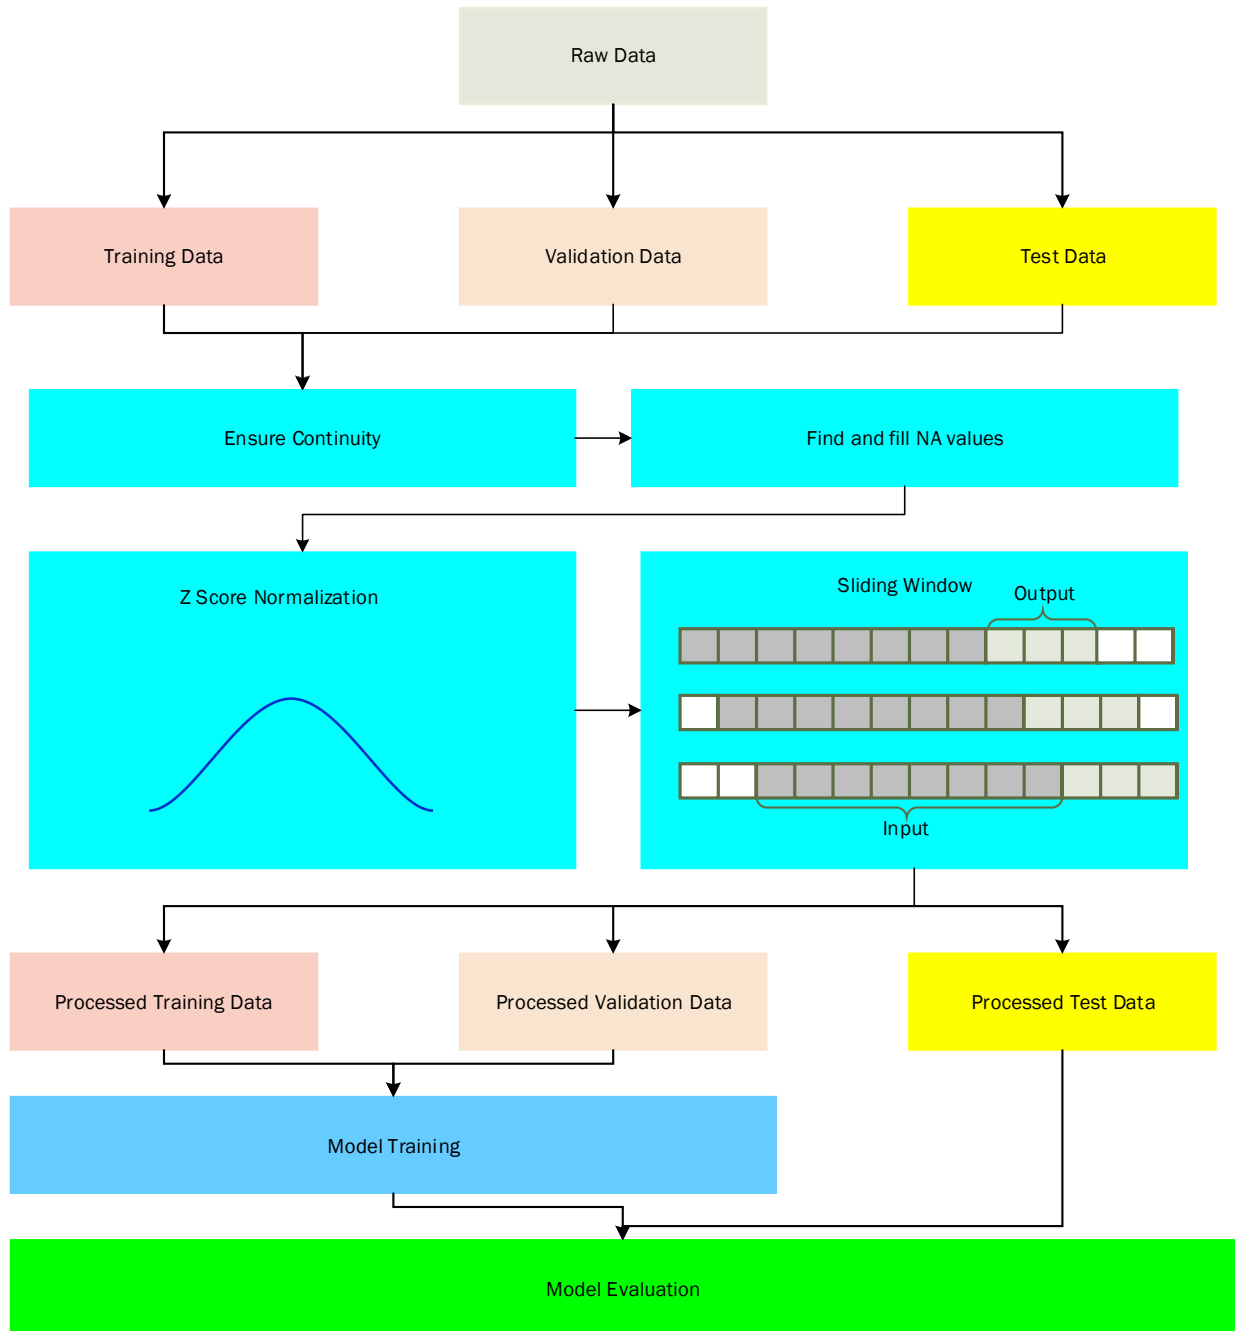 Raw Data
Training Data
Validation Data
Test Data
Ensure Continuity
Find and fill NA values
Z Score Normalization
Sliding Window
Output
Input
Processed Training Data
Processed Validation Data
Processed Test Data
Model Training
Model Evaluation